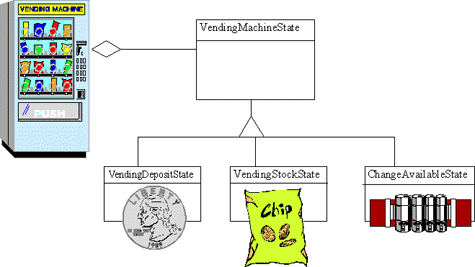 VENDING MACHINE
PUSH
VendingMachineState
VendingDepositState
VendingStockState
ChangeAvailableState
LIBERTY
Chip